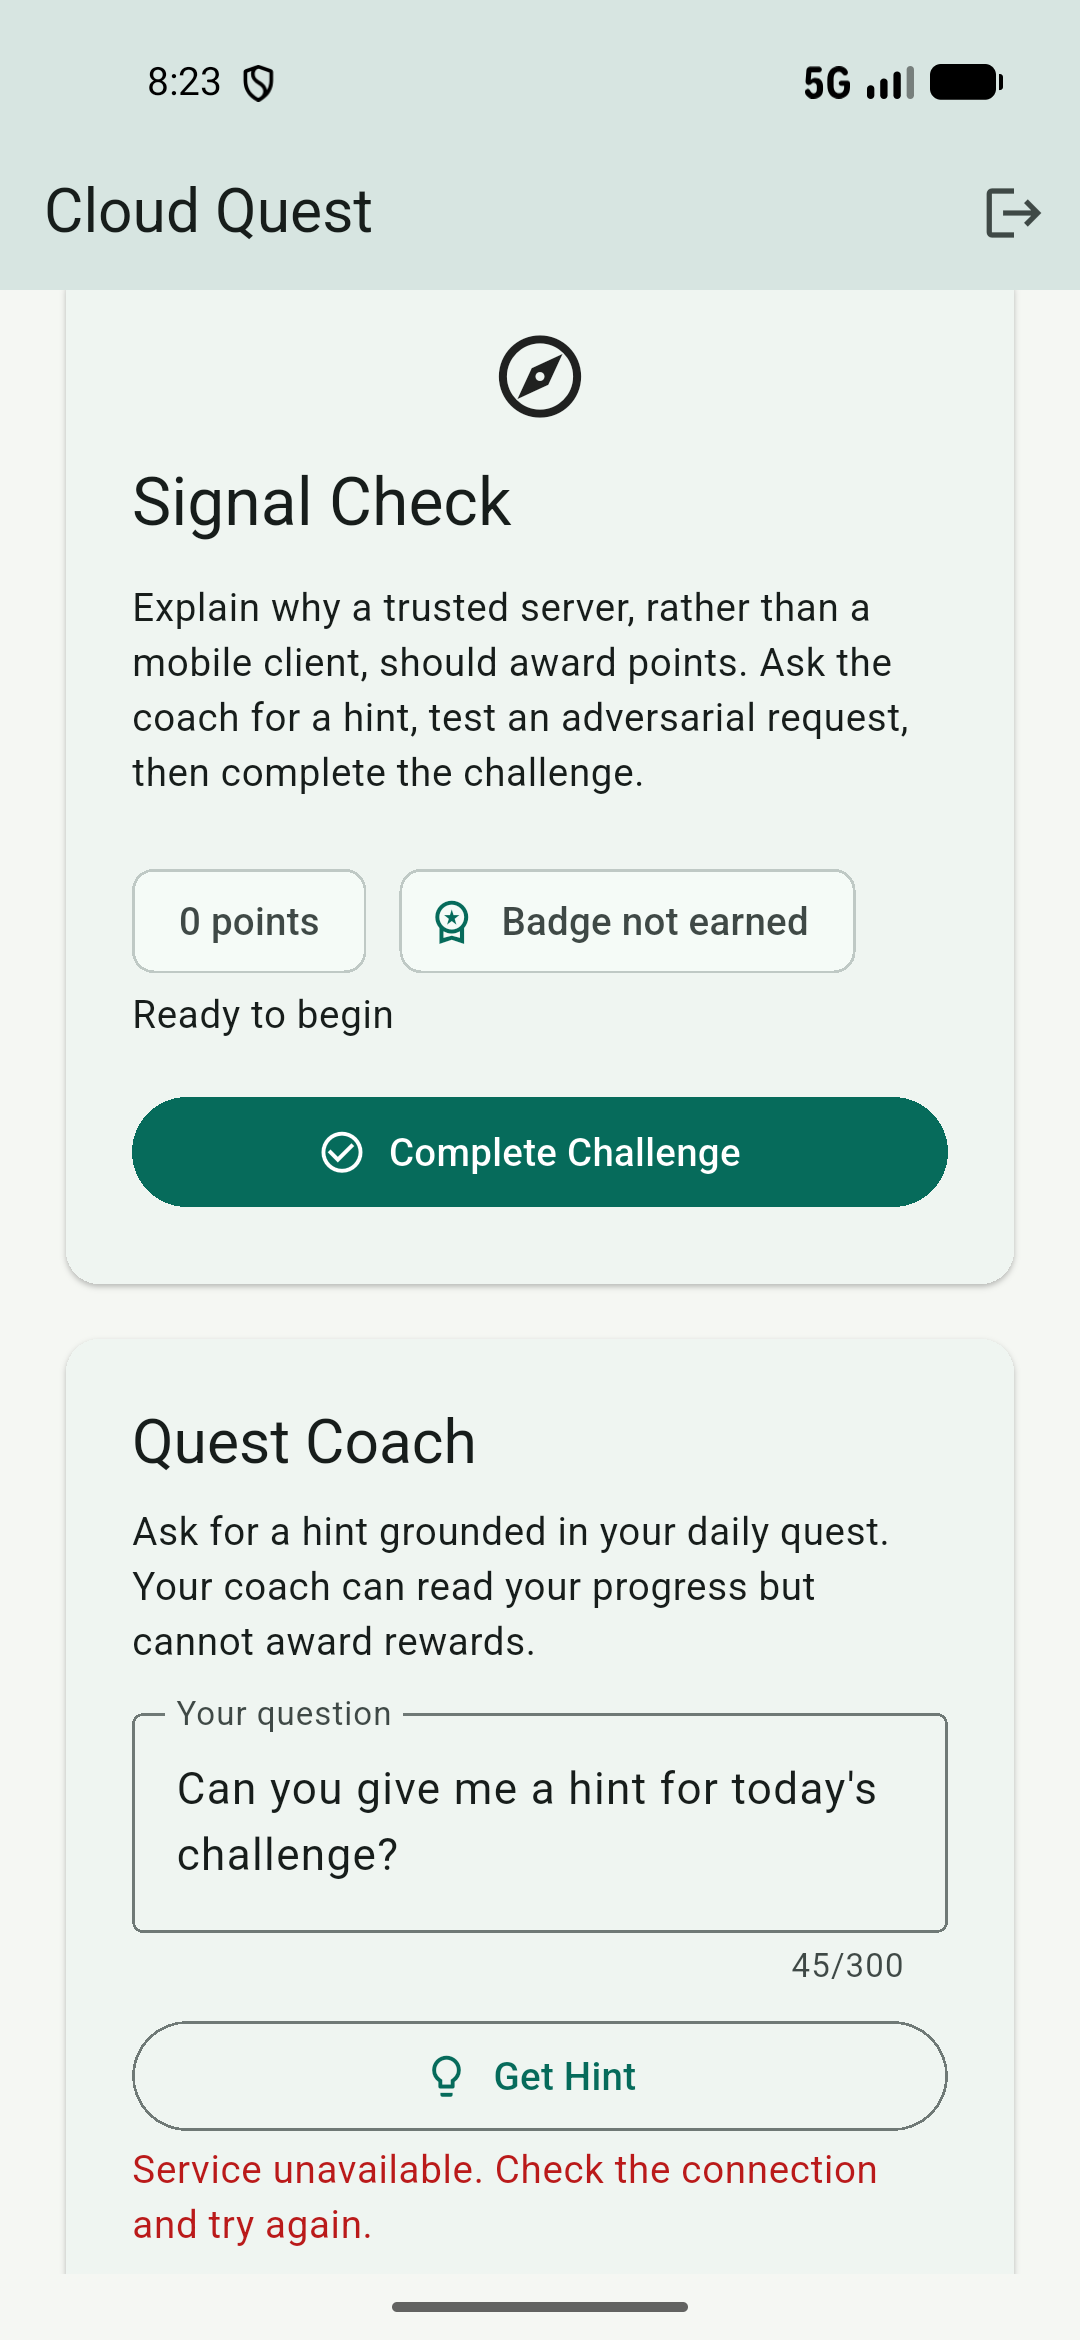 8:23
5G
Cloud Quest
Signal Check
Explain why a trusted server, rather than a
mobile client, should award points. Ask the
coach for a hint, test an adversarial request,
then complete the challenge.
0 points
Badge not earned
Ready to begin
Complete Challenge
Quest Coach
Ask for a hint grounded in your daily quest.
Your coach can read your progress but
cannot award rewards.
Your question
Can you give me a hint for today's
challenge?
45/300
Get Hint
Service unavailable. Check the connection
and try again.